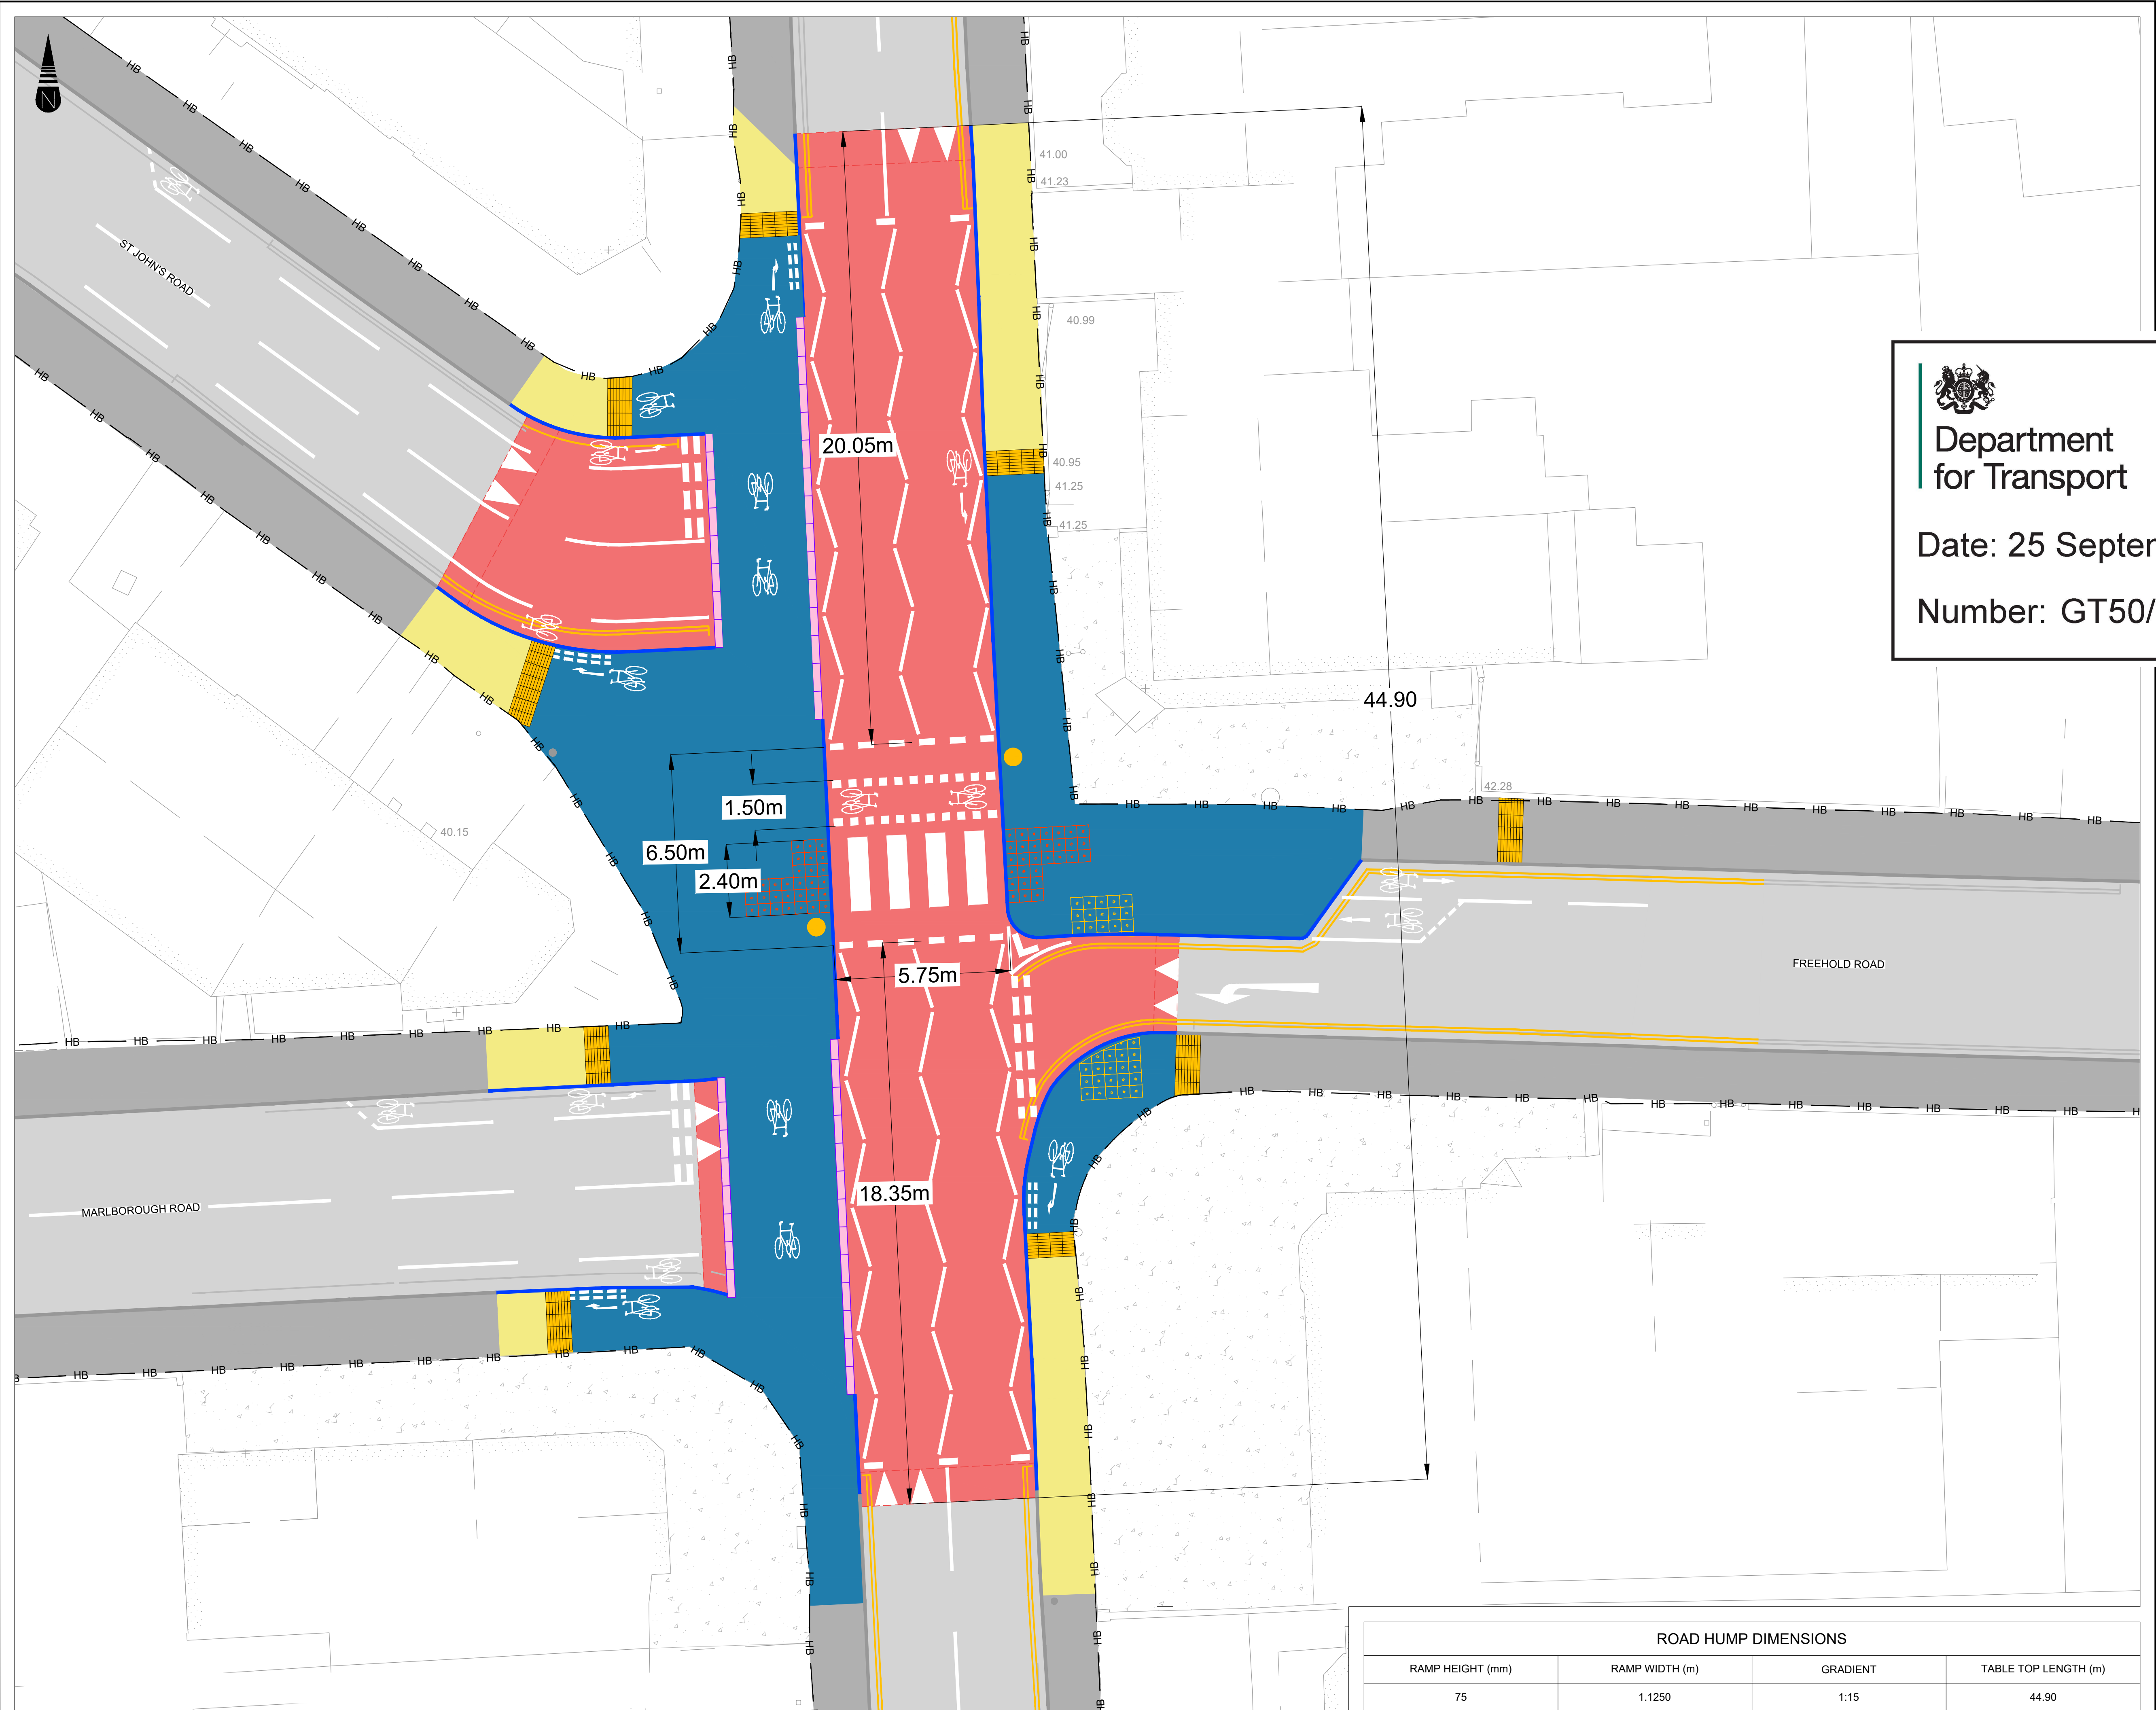 N
ST JOHN'S ROAD
41.00
41.23
40.99
20.05m
40.95
41.25
41.25
Department
for Transport
Date: 25 Septem
Number: GT50/
44.90
42.28
1.50m
40.15
6.50m
2.40m
5.75m
FREEHOLD ROAD
18.35m
MARLBOROUGH ROAD
HB
ROAD HUMP DIMENSIONS
RAMP HEIGHT (mm) RAMP WIDTH (m) GRADIENT TABLE TOP LENGTH (m)
75 1.1250 1:15 44.90